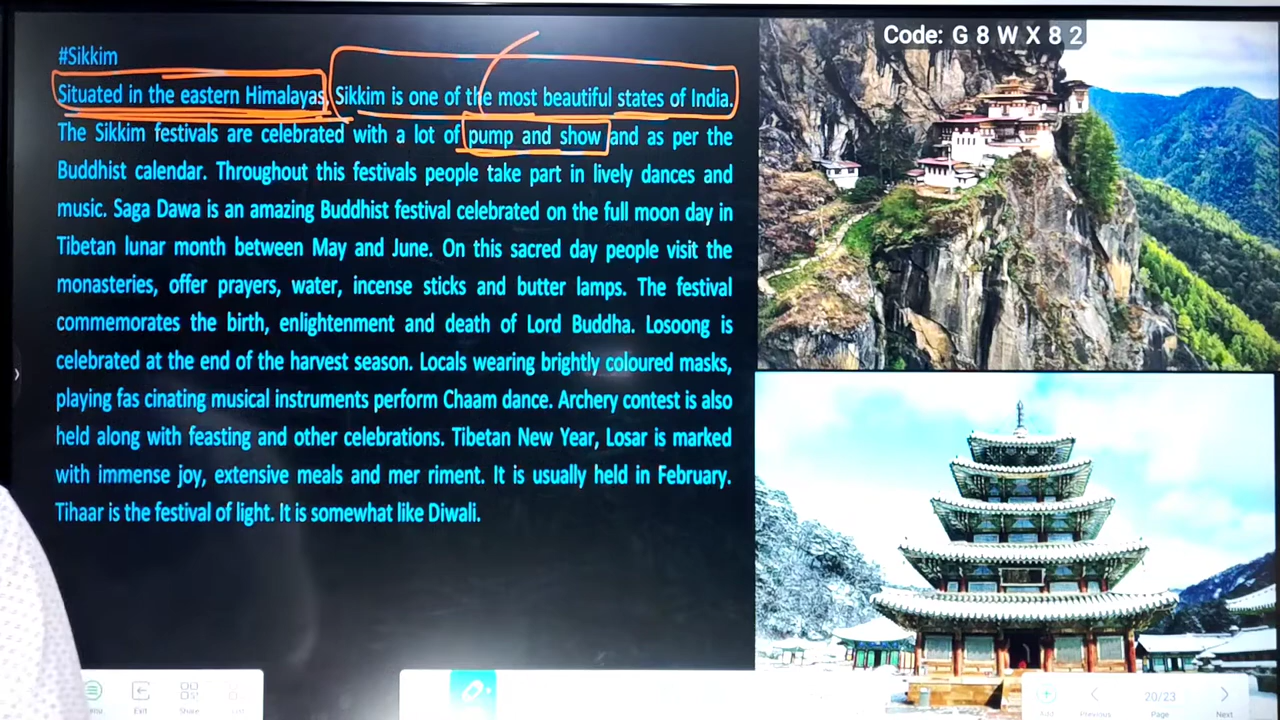 Code: G 8 W X 8 2
#Sikkim
Situated in the eastern Himalayas, Sikkim is one of the most beautiful states of India.
The Sikkim festivals are celebrated with a lot of pump and show and as per the
Buddhist calendar. Throughout this festivals people take part in lively dances and
music. Saga Dawa is an amazing Buddhist festival celebrated on the full moon day in
Tibetan lunar month between May and June. On this sacred day people visit the
monasteries, offer prayers, water, incense sticks and butter lamps. The festival
commemorates the birth, enlightenment and death of Lord Buddha. Losoong is
celebrated at the end of the harvest season. Locals wearing brightly coloured masks,
playing fas cinating musical instruments perform Chaam dance. Archery contest is also
held along with feasting and other celebrations. Tibetan New Year, Losar is marked
with immense joy, extensive meals and mer riment. It is usually held in February.
Tihaar is the festival of light. It is somewhat like Diwali.
Exit Share
20/23
Previous Page Next